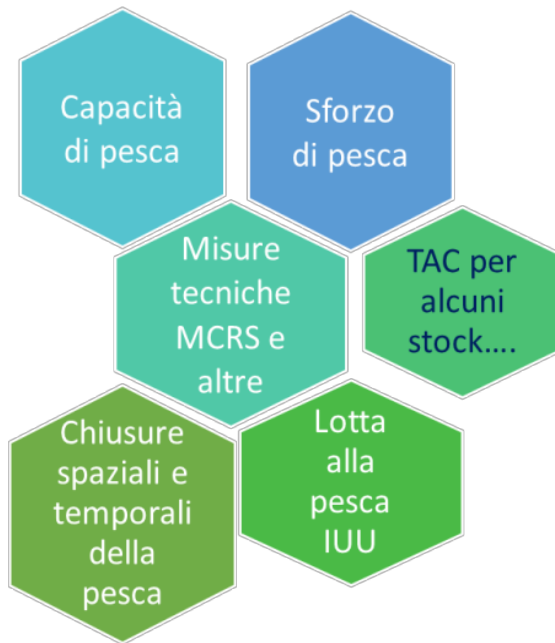 Capacità
di pesca
Sforzo
di pesca
Misure
tecniche
MCRS e
altre
TAC per
alcuni
stock....
Chiusure
spaziali e
temporali
della
pesca
Lotta
alla
pesca
IUU